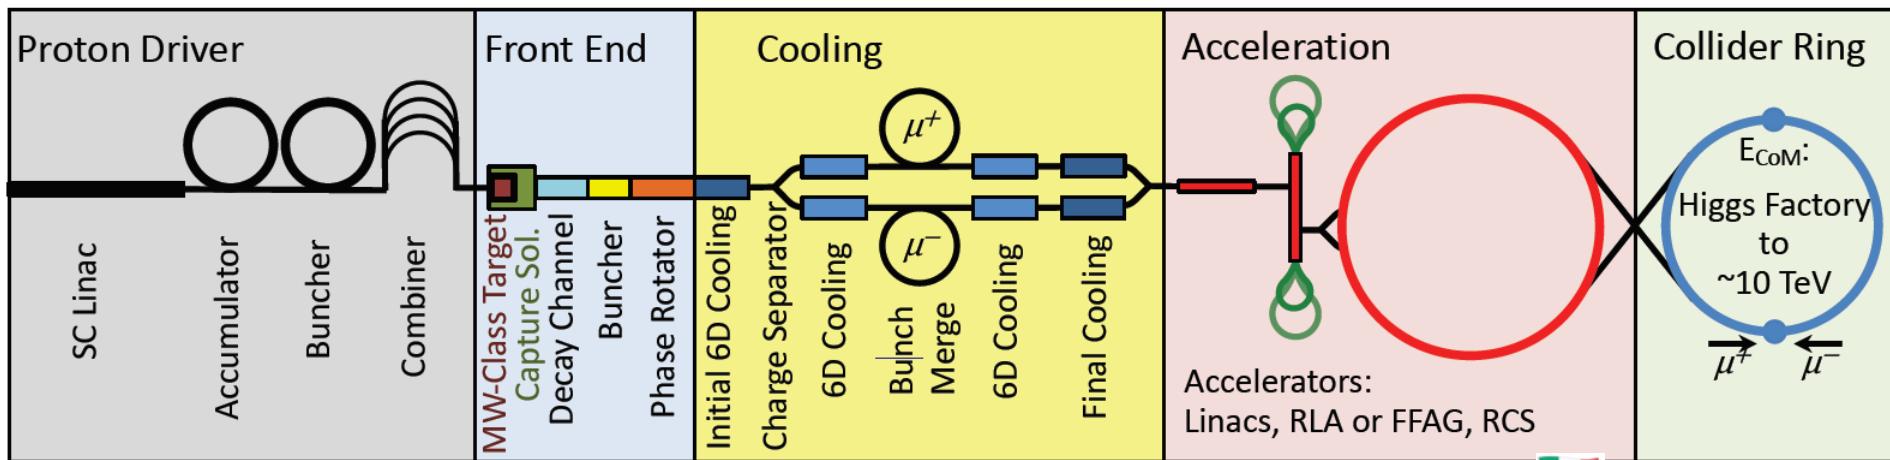 Proton Driver
Front End
Cooling
Acceleration
Collider Ring
SC Linac
Accumulator
Buncher
Combiner
MW-Class Target
Capture Sol.
Decay Channel
Buncher
Phase Rotator
Initial 6D Cooling
Charge Separator
6D Cooling
μ+
μ−
Bunch
Merge
6D Cooling
Final Cooling
Accelerators:
Linacs, RLA or FFAG, RCS
ECoM:
Higgs Factory
to
~10 TeV
μ+ μ−